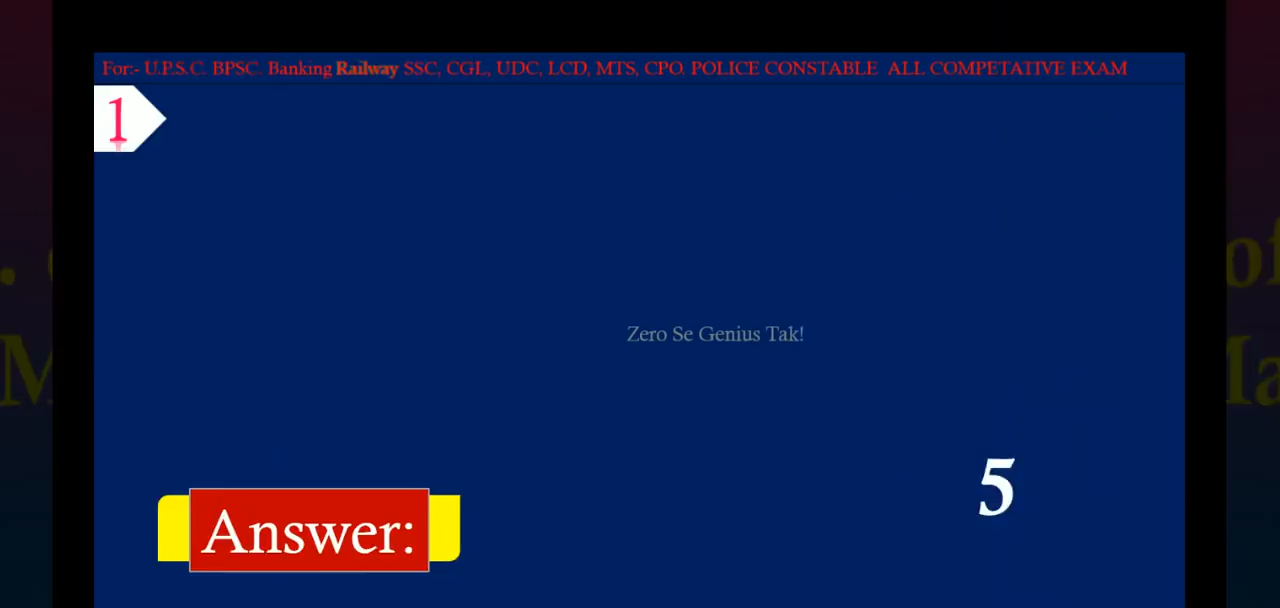 For:- U.P.S.C. BPSC. Banking Railway SSC, CGL, UDC, LCD, MTS, CPO. POLICE CONSTABLE ALL COMPETATIVE EXAM
1
Zero Se Genius Tak!
5
Answer: